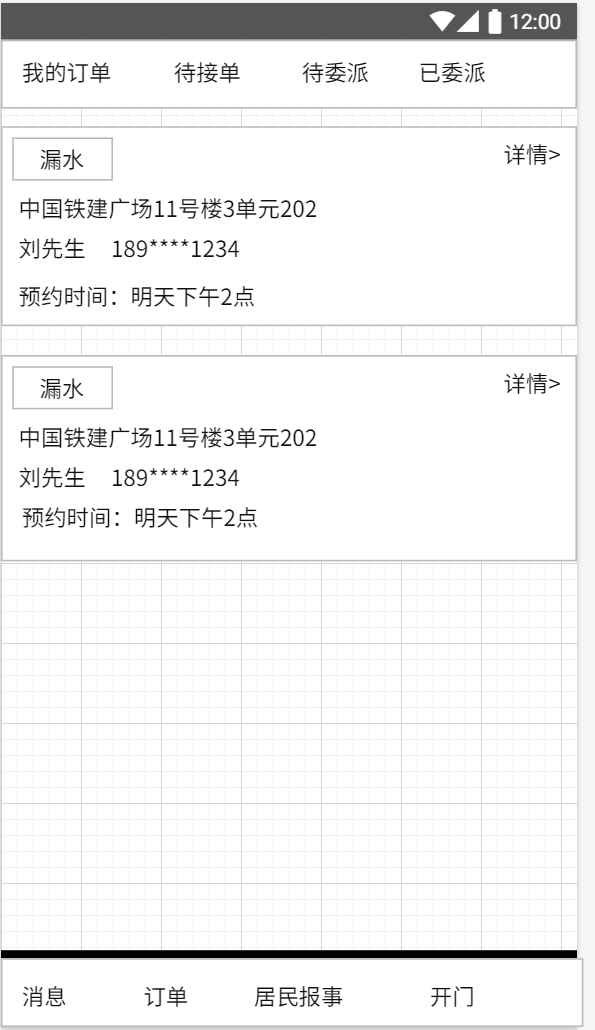 12:00
我的订单 待接单 待委派 已委派
漏水 详情>
中国铁建广场11号楼3单元202
刘先生 189****1234
预约时间：明天下午2点
漏水 详情>
中国铁建广场11号楼3单元202
刘先生 189****1234
预约时间：明天下午2点
消息 订单 居民报事 开门